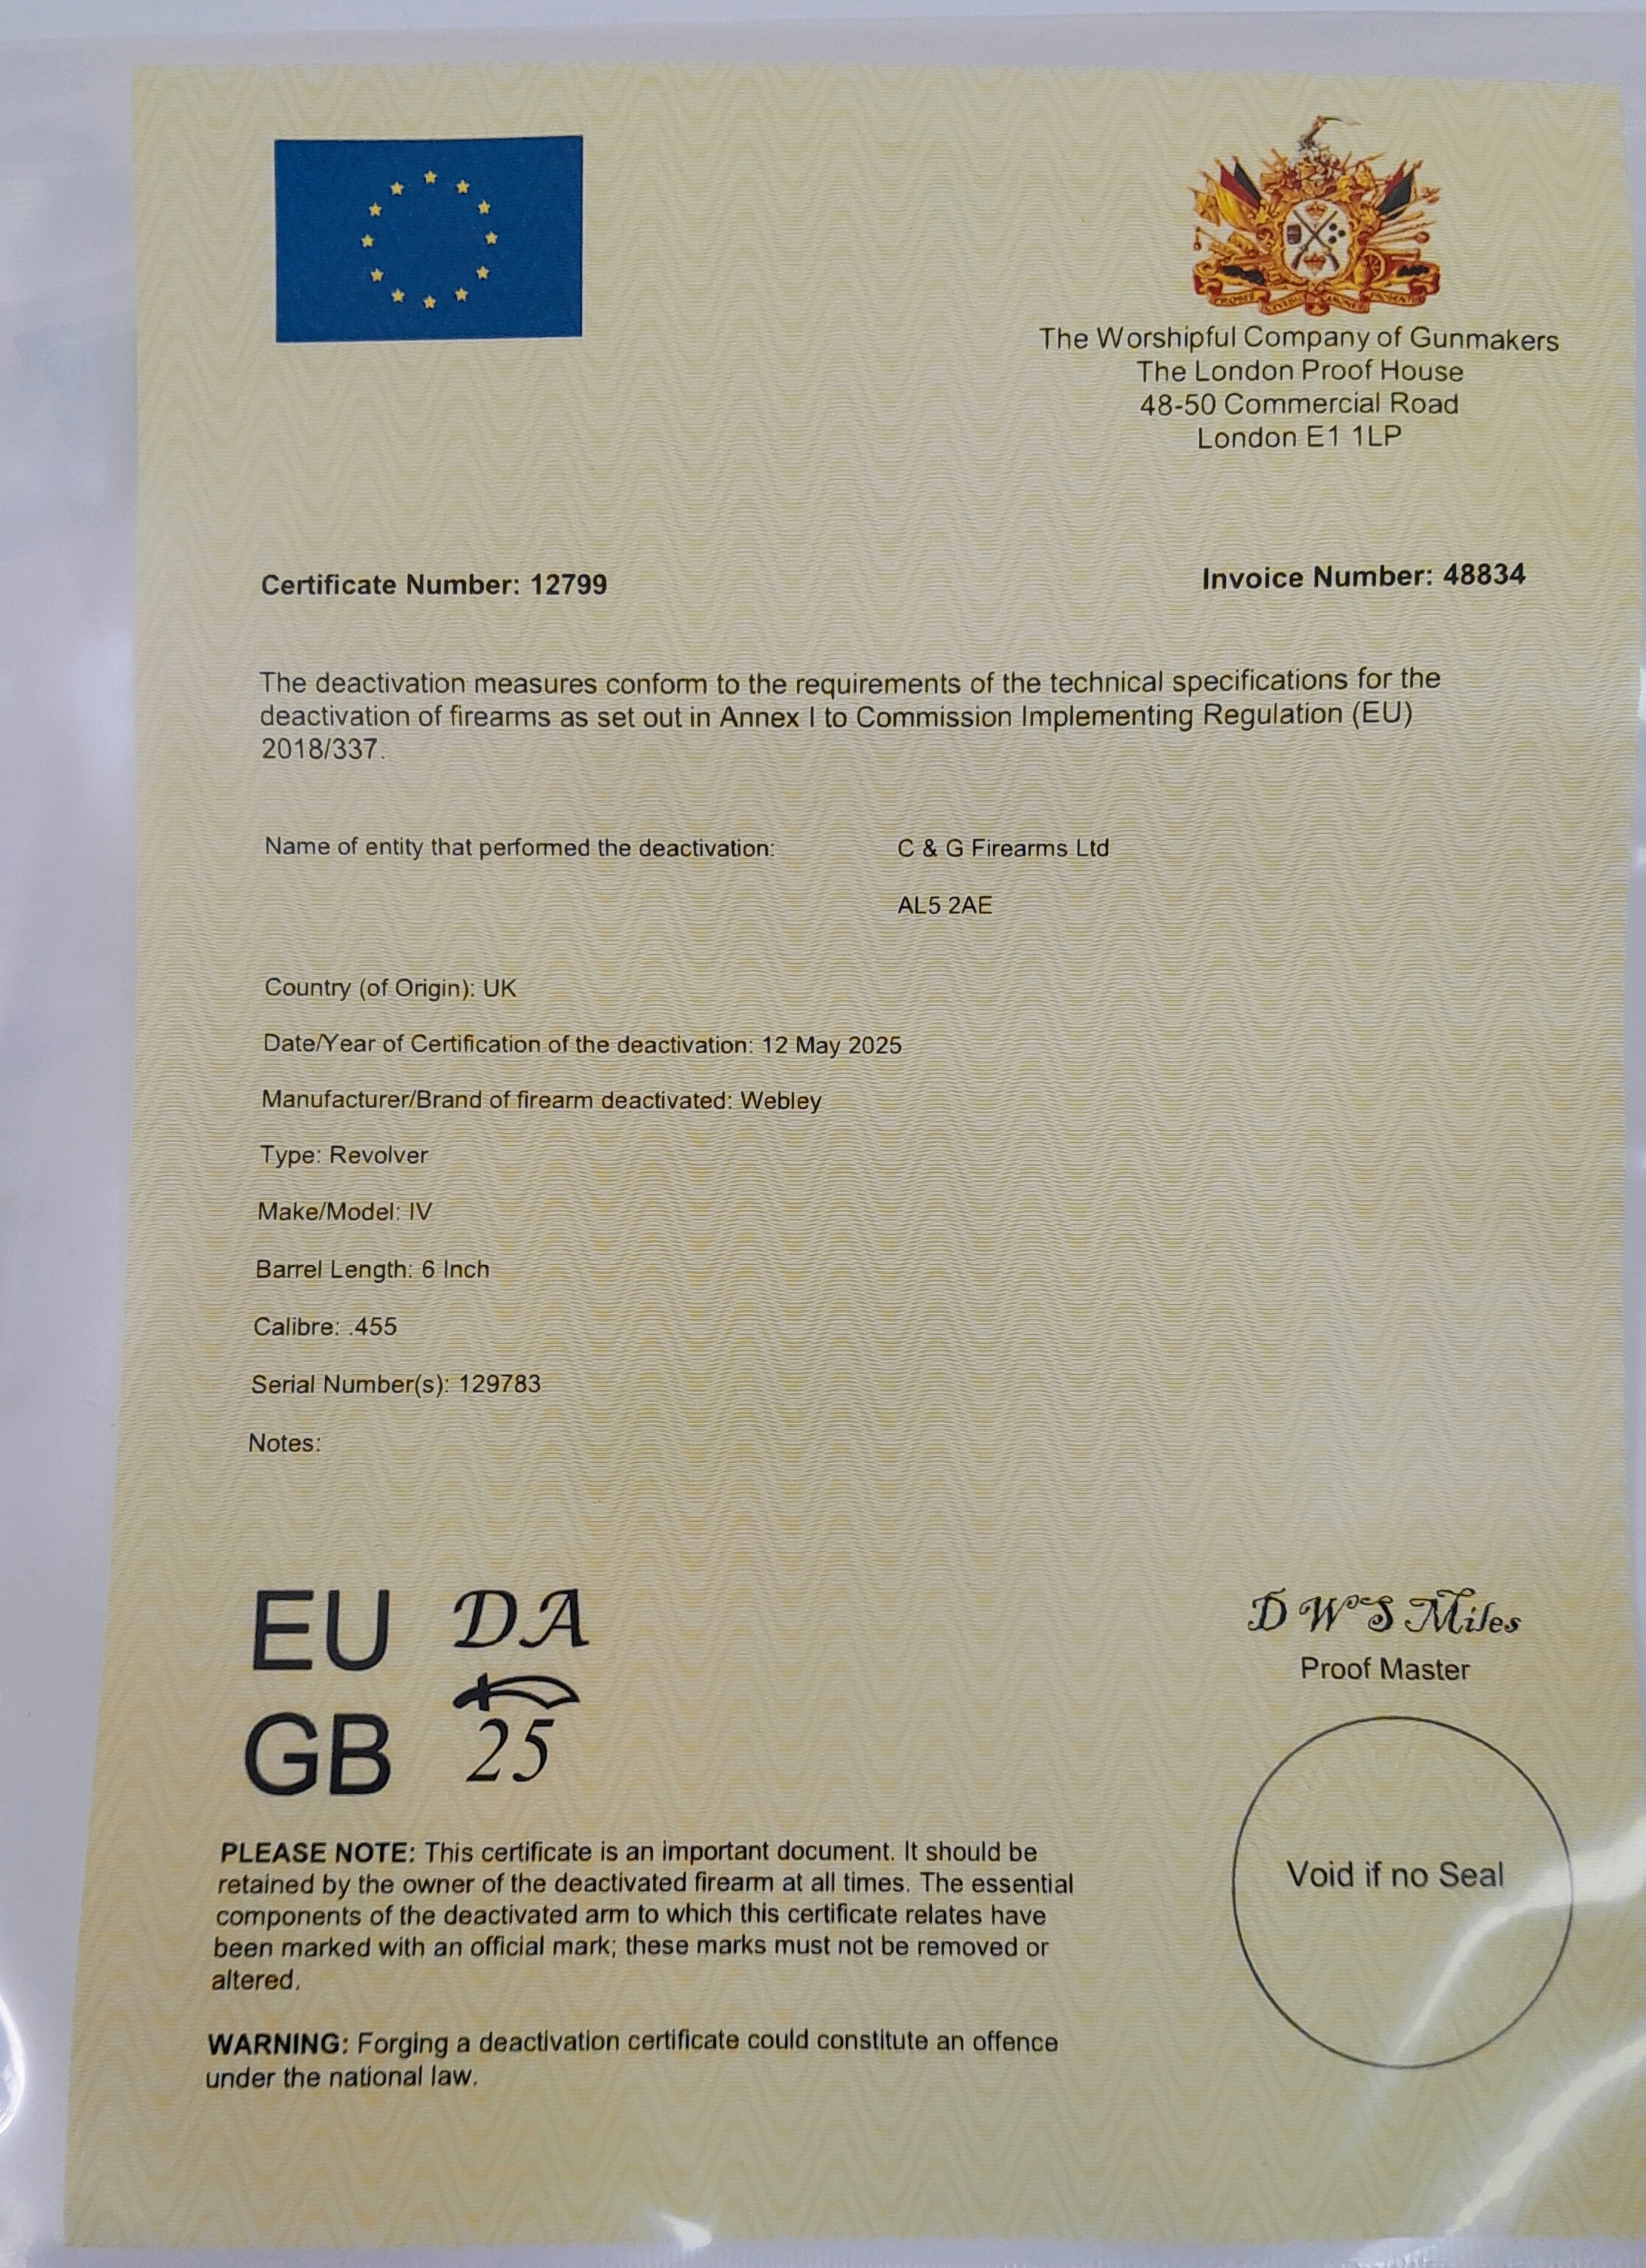 The Worshipful Company of Gunmakers
The London Proof House
48-50 Commercial Road
London E1 1LP
Certificate Number: 12799
Invoice Number: 48834
The deactivation measures conform to the requirements of the technical specifications for the
deactivation of firearms as set out in Annex I to Commission Implementing Regulation (EU)
2018/337.
Name of entity that performed the deactivation:
C & G Firearms Ltd
AL5 2AE
Country (of Origin): UK
Date/Year of Certification of the deactivation: 12 May 2025
Manufacturer/Brand of firearm deactivated: Webley
Type: Revolver
Make/Model: IV
Barrel Length: 6 Inch
Calibre: .455
Serial Number(s): 129783
Notes:
EU DA
GB 25
D W S Miles
Proof Master
Void if no Seal
PLEASE NOTE: This certificate is an important document. It should be
retained by the owner of the deactivated firearm at all times. The essential
components of the deactivated arm to which this certificate relates have
been marked with an official mark; these marks must not be removed or
altered.
WARNING: Forging a deactivation certificate could constitute an offence
under the national law.